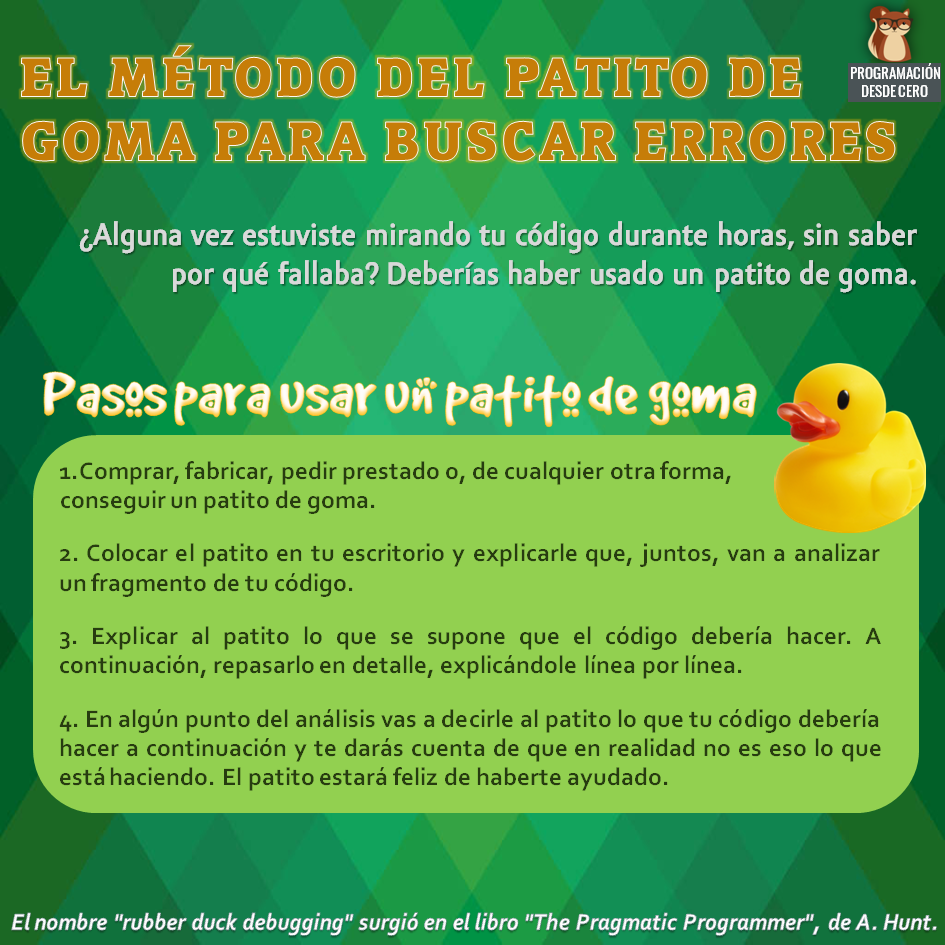 PROGRAMACIÓN
DESDE CERO
EL MÉTODO DEL PATITO DE
GOMA PARA BUSCAR ERRORES
¿Alguna vez estuviste mirando tu código durante horas, sin saber
por qué fallaba? Deberías haber usado un patito de goma.
Pasos para usar un patito de goma
1.Comprar, fabricar, pedir prestado o, de cualquier otra forma,
conseguir un patito de goma.
2. Colocar el patito en tu escritorio y explicarle que, juntos, van a analizar
un fragmento de tu código.
3. Explicar al patito lo que se supone que el código debería hacer. A
continuación, repasarlo en detalle, explicándole línea por línea.
4. En algún punto del análisis vas a decirle al patito lo que tu código debería
hacer a continuación y te darás cuenta de que en realidad no es eso lo que
está haciendo. El patito estará feliz de haberte ayudado.
El nombre "rubber duck debugging" surgió en el libro "The Pragmatic Programmer", de A. Hunt.